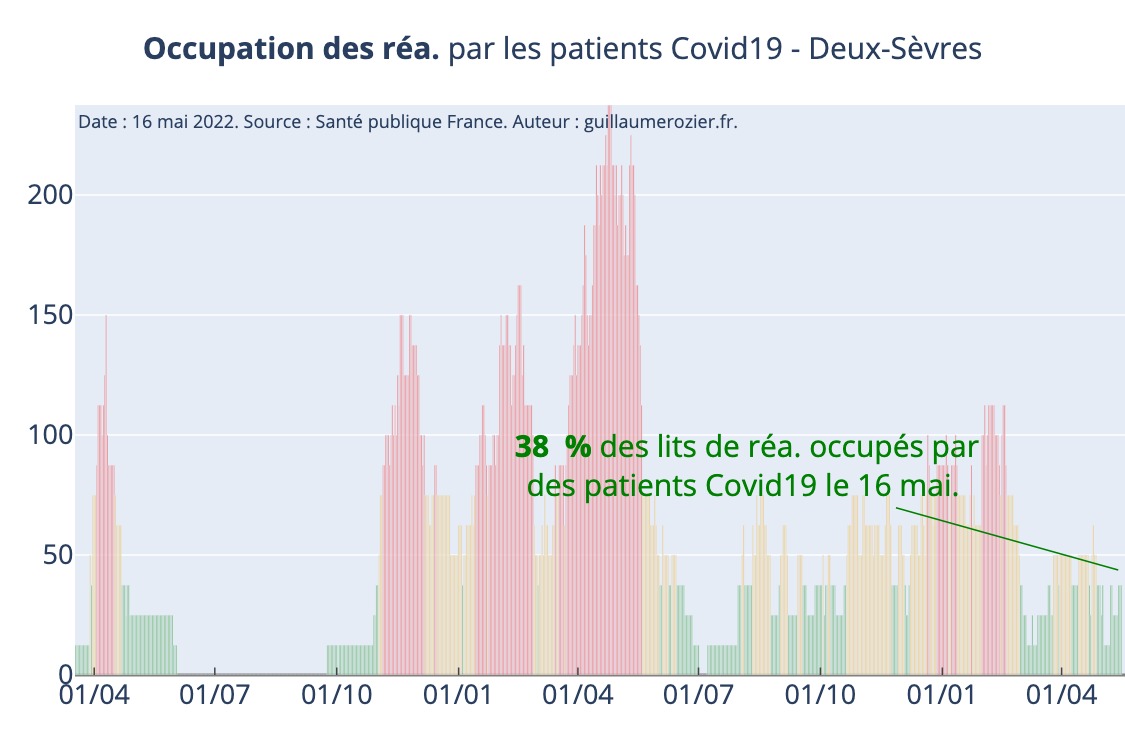 Occupation des réa. par les patients Covid19 - Deux-Sèvres
Date : 16 mai 2022. Source : Santé publique France. Auteur : guillaumerozier.fr.
200
150
100
50
0
38 % des lits de réa. occupés par
des patients Covid19 le 16 mai.
01/04 01/07 01/10 01/01 01/04 01/07 01/10 01/01 01/04